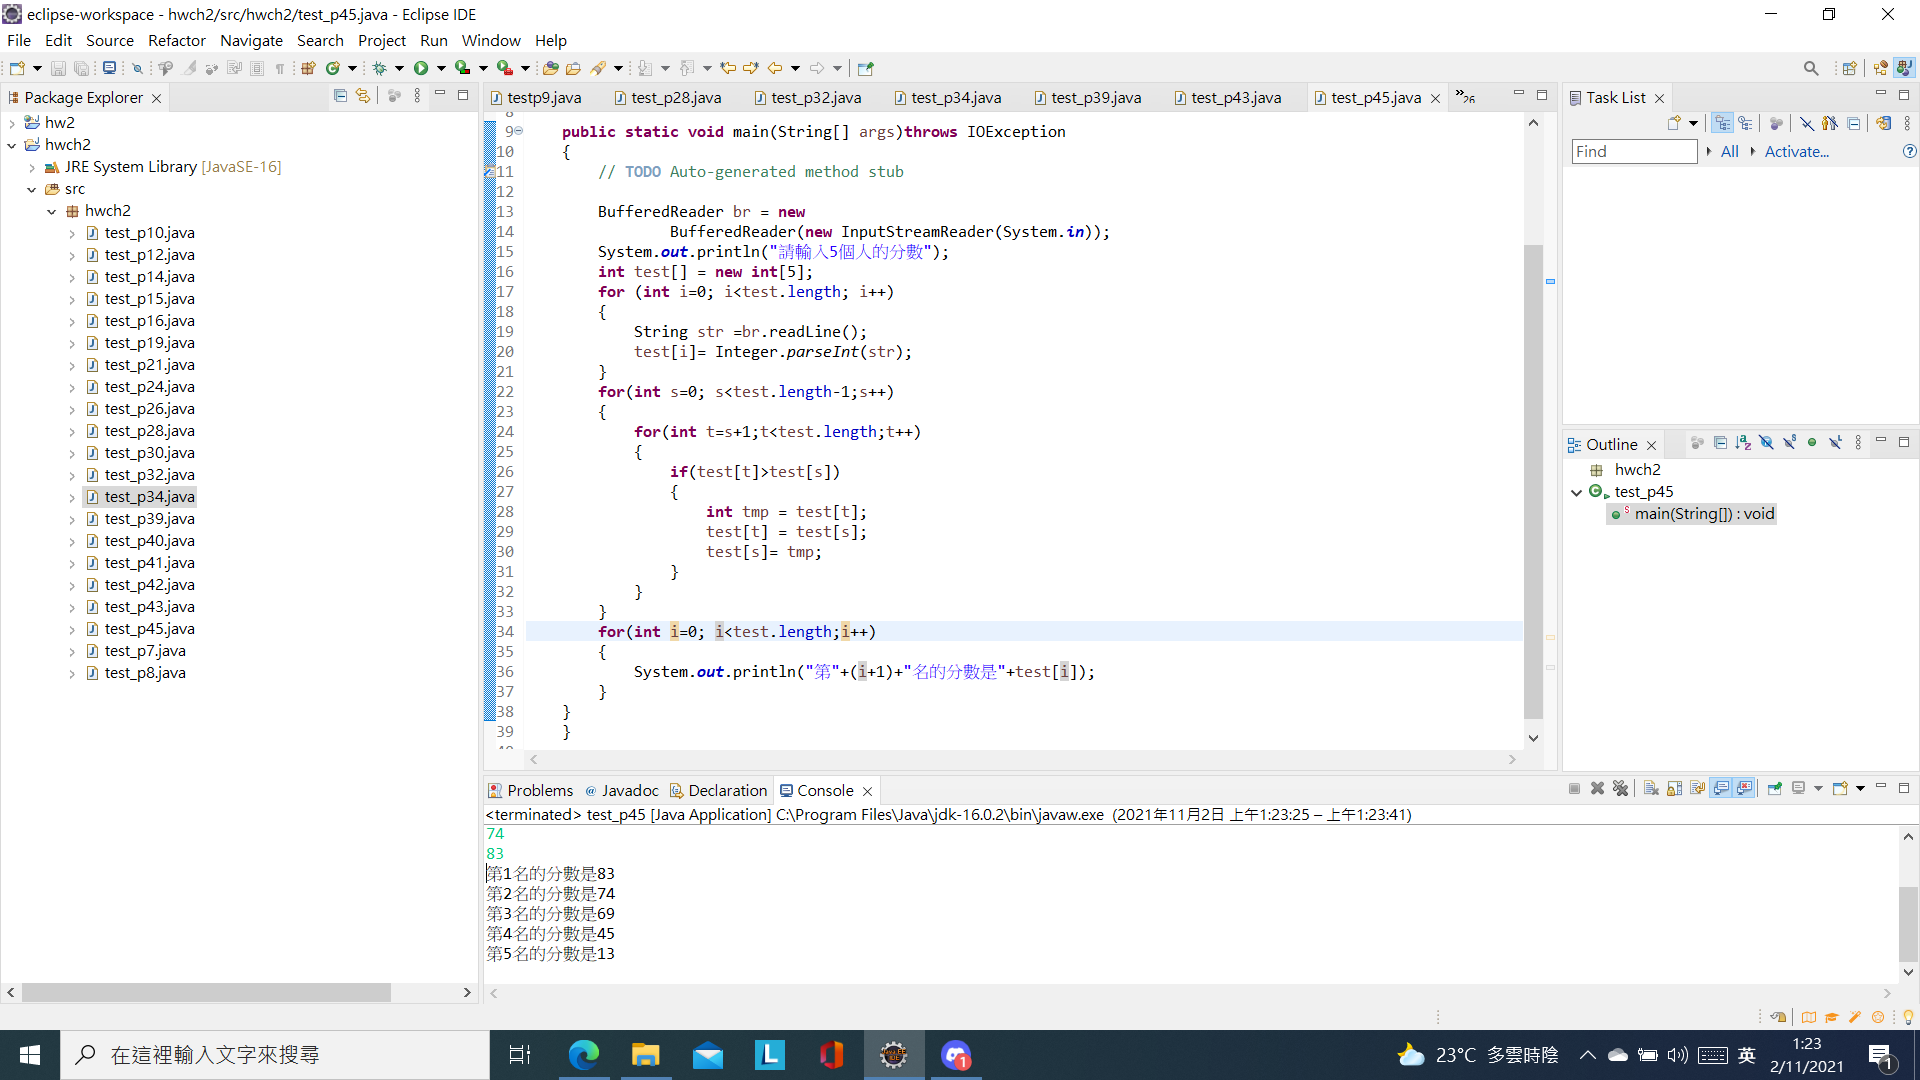 eclipse-workspace - hwch2/src/hwch2/test_p45.java - Eclipse IDE
File Edit Source Refactor Navigate Search Project Run Window Help
Package Explorer
hw2
hwch2
JRE System Library [JavaSE-16]
src
hwch2
test_p10.java
test_p12.java
test_p14.java
test_p15.java
test_p16.java
test_p19.java
test_p21.java
test_p24.java
test_p26.java
test_p28.java
test_p30.java
test_p32.java
test_p34.java
test_p39.java
test_p40.java
test_p41.java
test_p42.java
test_p43.java
test_p45.java
test_p7.java
test_p8.java
testp9.java test_p28.java test_p32.java test_p34.java test_p39.java test_p43.java test_p45.java »26
9 public static void main(String[] args)throws IOException
10 {
11 // TODO Auto-generated method stub
12
13 BufferedReader br = new
14 BufferedReader(new InputStreamReader(System.in));
15 System.out.println("請輸入5個人的分數");
16 int test[] = new int[5];
17 for (int i=0; i<test.length; i++)
18 {
19 String str =br.readLine();
20 test[i]= Integer.parseInt(str);
21 }
22 for(int s=0; s<test.length-1;s++)
23 {
24 for(int t=s+1;t<test.length;t++)
25 {
26 if(test[t]>test[s])
27 {
28 int tmp = test[t];
29 test[t] = test[s];
30 test[s]= tmp;
31 }
32 }
33 }
34 for(int i=0; i<test.length;i++)
35 {
36 System.out.println("第"+(i+1)+"名的分數是"+test[i]);
37 }
38 }
39 }
Task List
Find All Activate...
Outline
hwch2
test_p45
main(String[]) : void
Problems Javadoc Declaration Console
<terminated> test_p45 [Java Application] C:\Program Files\Java\jdk-16.0.2\bin\javaw.exe (2021年11月2日 上午1:23:25 – 上午1:23:41)
74
83
第1名的分數是83
第2名的分數是74
第3名的分數是69
第4名的分數是45
第5名的分數是13
在這裡輸入文字來搜尋
23°C 多雲時陰
英
1:23
2/11/2021